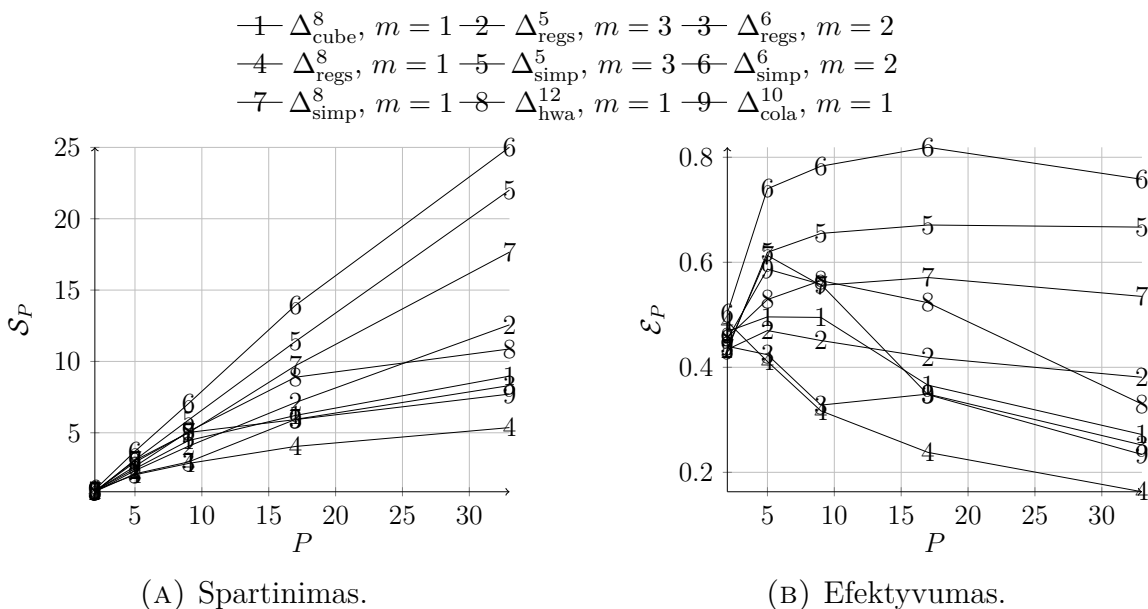 1 Δ^8_cube, m = 1 2 Δ^5_regs, m = 3 3 Δ^6_regs, m = 2
4 Δ^8_regs, m = 1 5 Δ^5_simp, m = 3 6 Δ^6_simp, m = 2
7 Δ^8_simp, m = 1 8 Δ^12_hwa, m = 1 9 Δ^10_cola, m = 1
25
20
15
10
5
S_P
5 10 15 20 25 30
P
(A) Spartinimas.
0.8
0.6
0.4
0.2
E_P
5 10 15 20 25 30
P
(B) Efektyvumas.